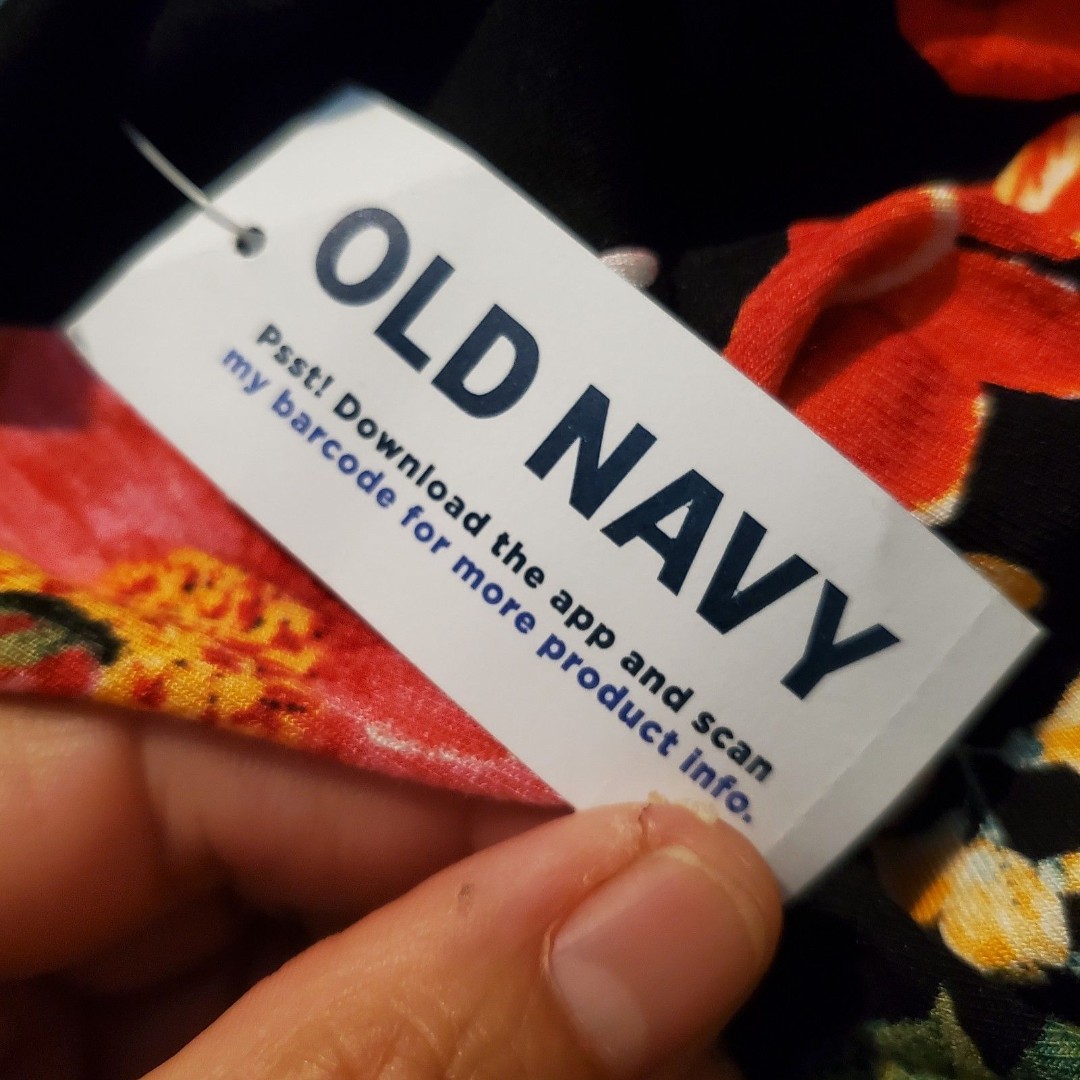 OLD NAVY
Psst! Download the app and scan
my barcode for more product info.